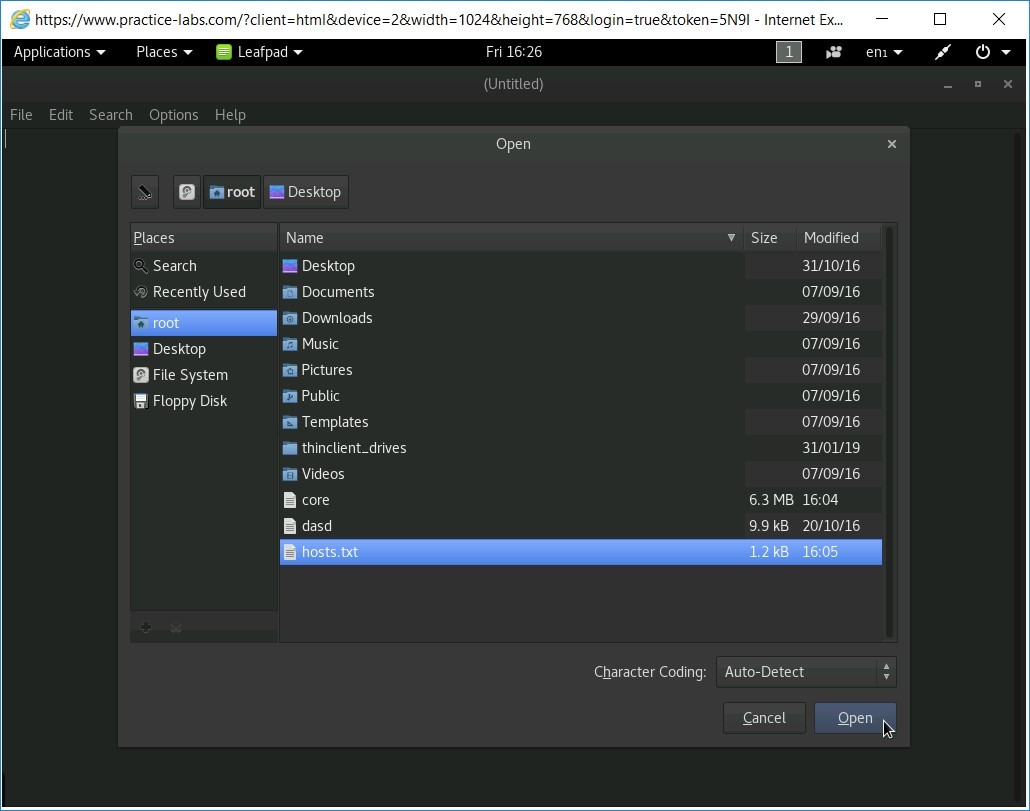 https://www.practice-labs.com/?client=html&device=2&width=1024&height=768&login=true&token=5N9I - Internet Ex...
Applications Places Leafpad Fri 16:26 1 en1
(Untitled)
File Edit Search Options Help
Open
root Desktop
Places Name Size Modified
Search Desktop 31/10/16
Recently Used Documents 07/09/16
Downloads 29/09/16
root Music 07/09/16
Desktop Pictures 07/09/16
File System Public 07/09/16
Floppy Disk Templates 07/09/16
thinclient_drives 31/01/19
Videos 07/09/16
core 6.3 MB 16:04
dasd 9.9 kB 20/10/16
hosts.txt 1.2 kB 16:05
Character Coding: Auto-Detect
Cancel Open